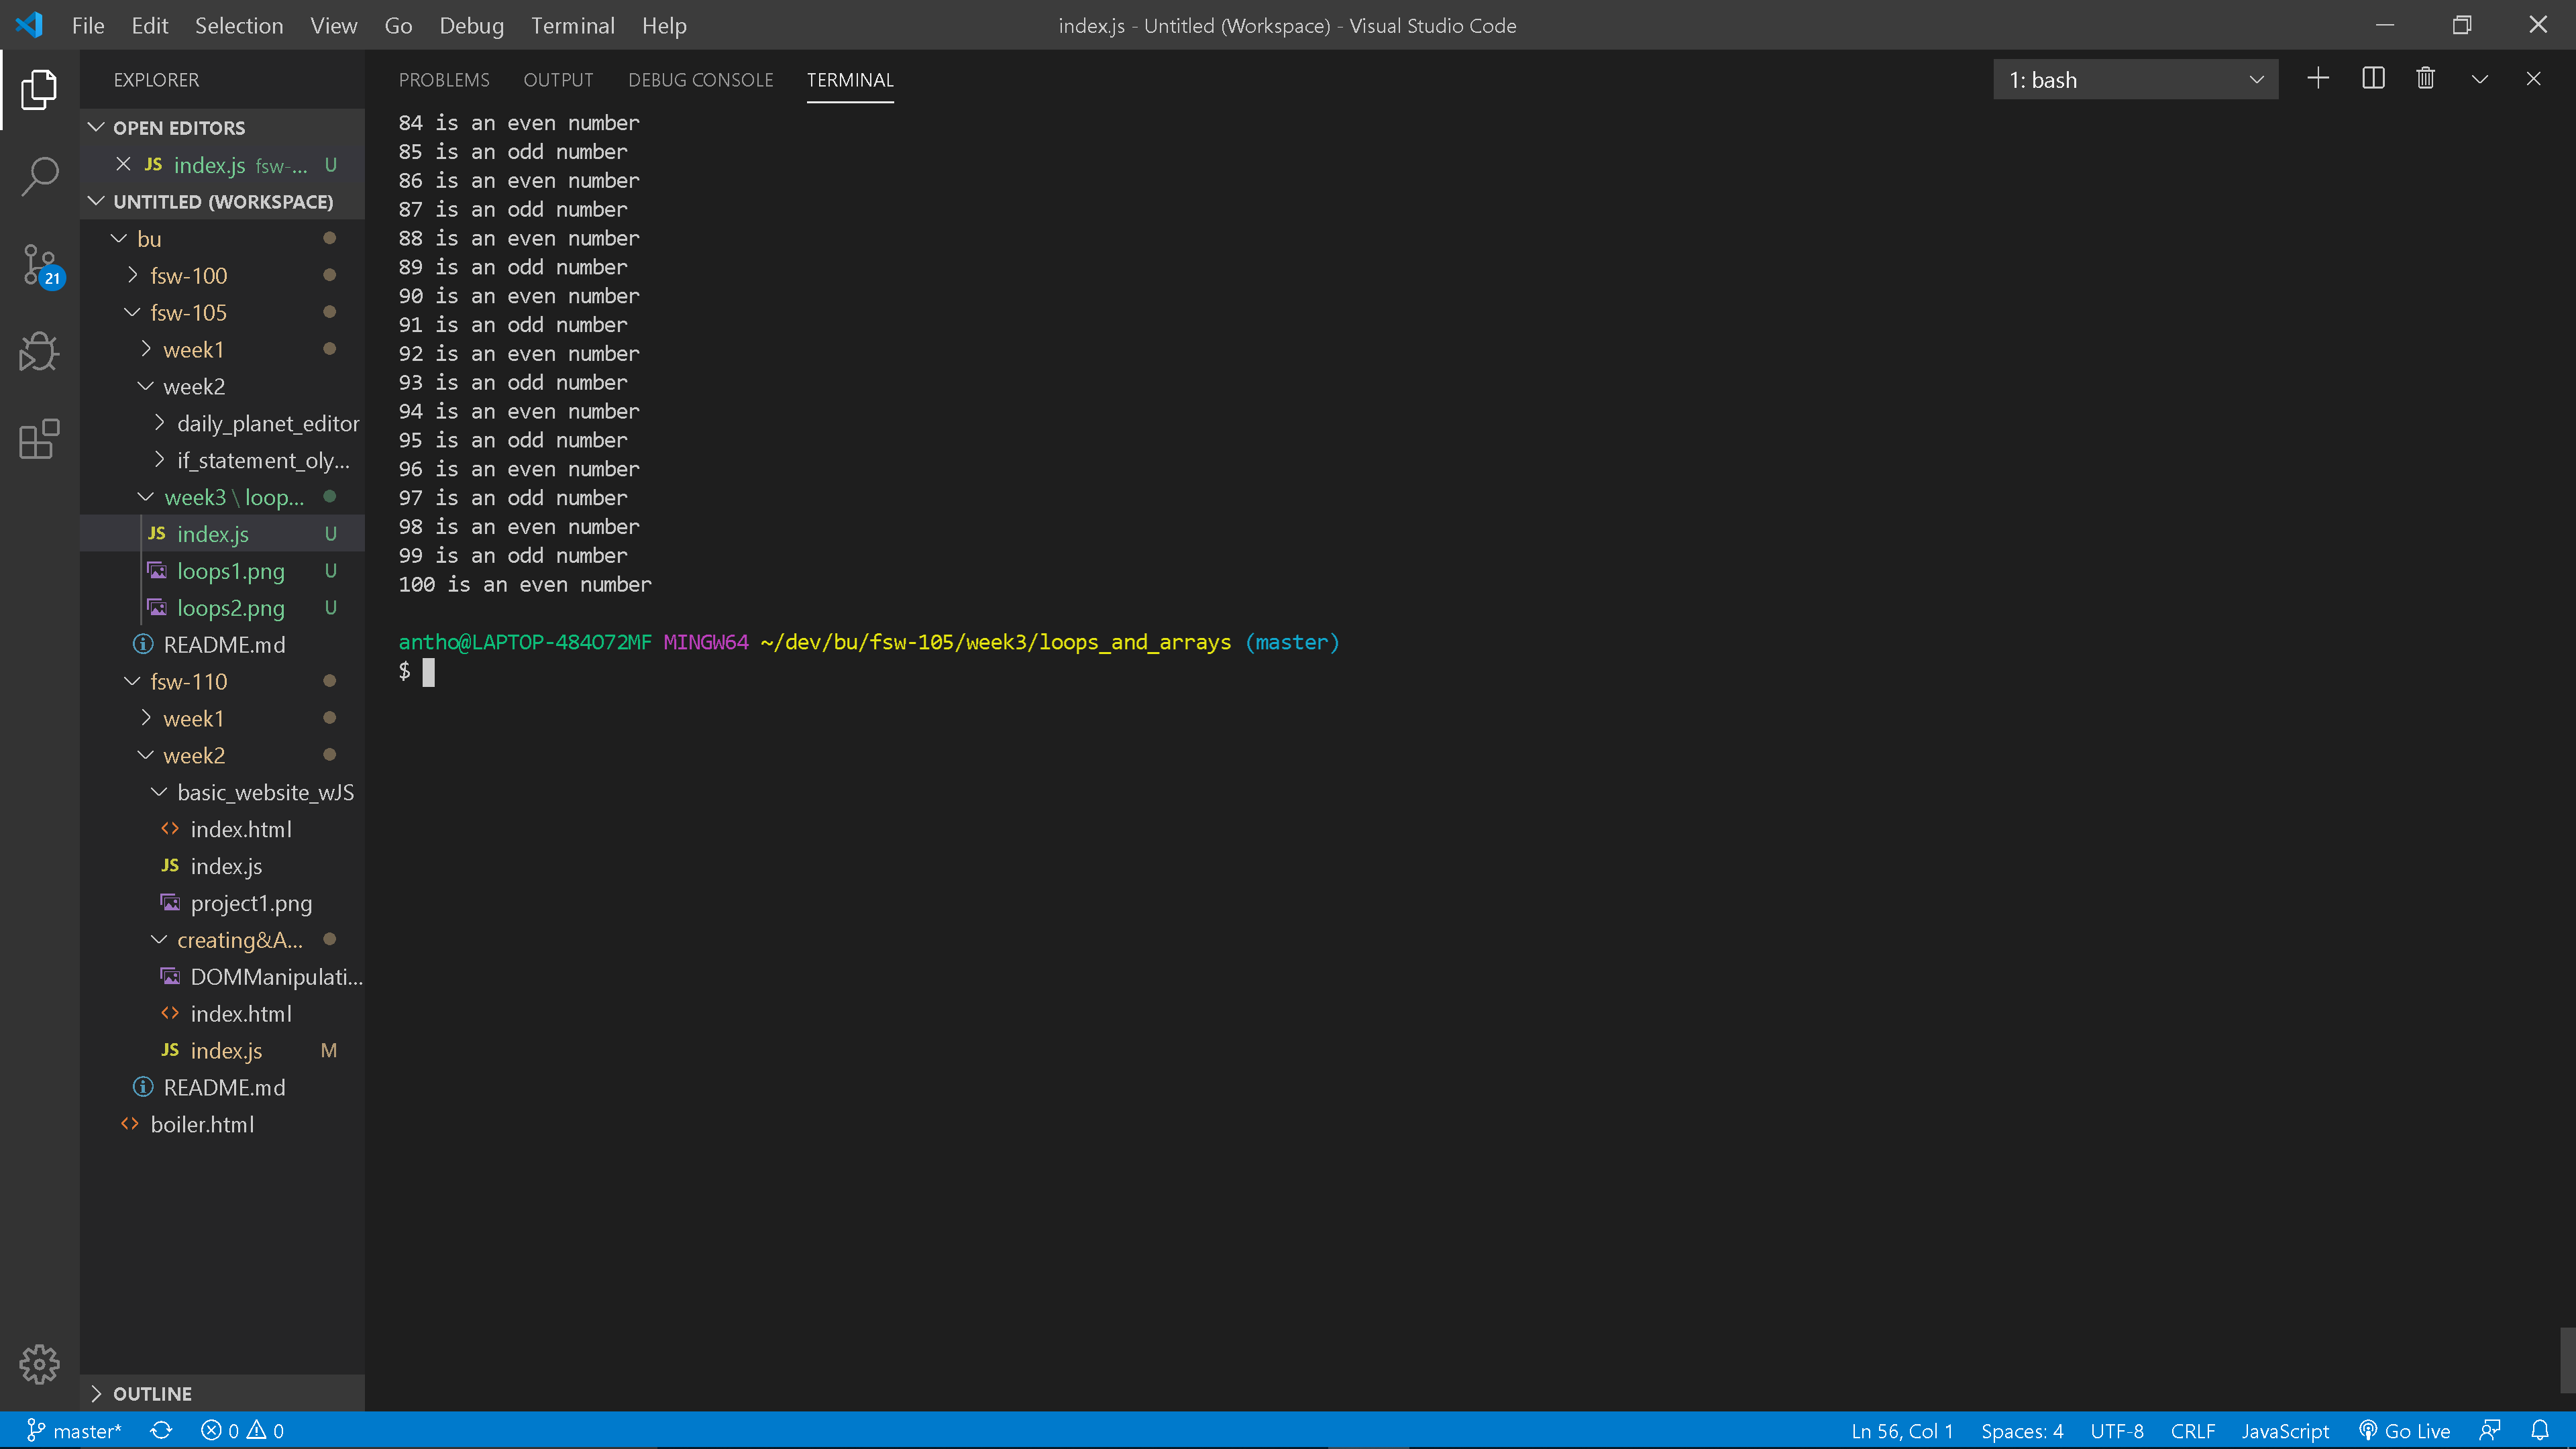 File Edit Selection View Go Debug Terminal Help
index.js - Untitled (Workspace) - Visual Studio Code
EXPLORER
OPEN EDITORS
JS index.js fsw-... U
UNTITLED (WORKSPACE)
bu
fsw-100
fsw-105
week1
week2
daily_planet_editor
if_statement_oly...
week3 \ loop...
JS index.js U
loops1.png U
loops2.png U
README.md
fsw-110
week1
week2
basic_website_wJS
index.html
JS index.js
project1.png
creating&A...
DOMManipulati...
index.html
JS index.js M
README.md
boiler.html
OUTLINE
21
PROBLEMS OUTPUT DEBUG CONSOLE TERMINAL
1: bash
84 is an even number
85 is an odd number
86 is an even number
87 is an odd number
88 is an even number
89 is an odd number
90 is an even number
91 is an odd number
92 is an even number
93 is an odd number
94 is an even number
95 is an odd number
96 is an even number
97 is an odd number
98 is an even number
99 is an odd number
100 is an even number
antho@LAPTOP-484O72MF MINGW64 ~/dev/bu/fsw-105/week3/loops_and_arrays (master)
$
master* 0 0
Ln 56, Col 1 Spaces: 4 UTF-8 CRLF JavaScript Go Live